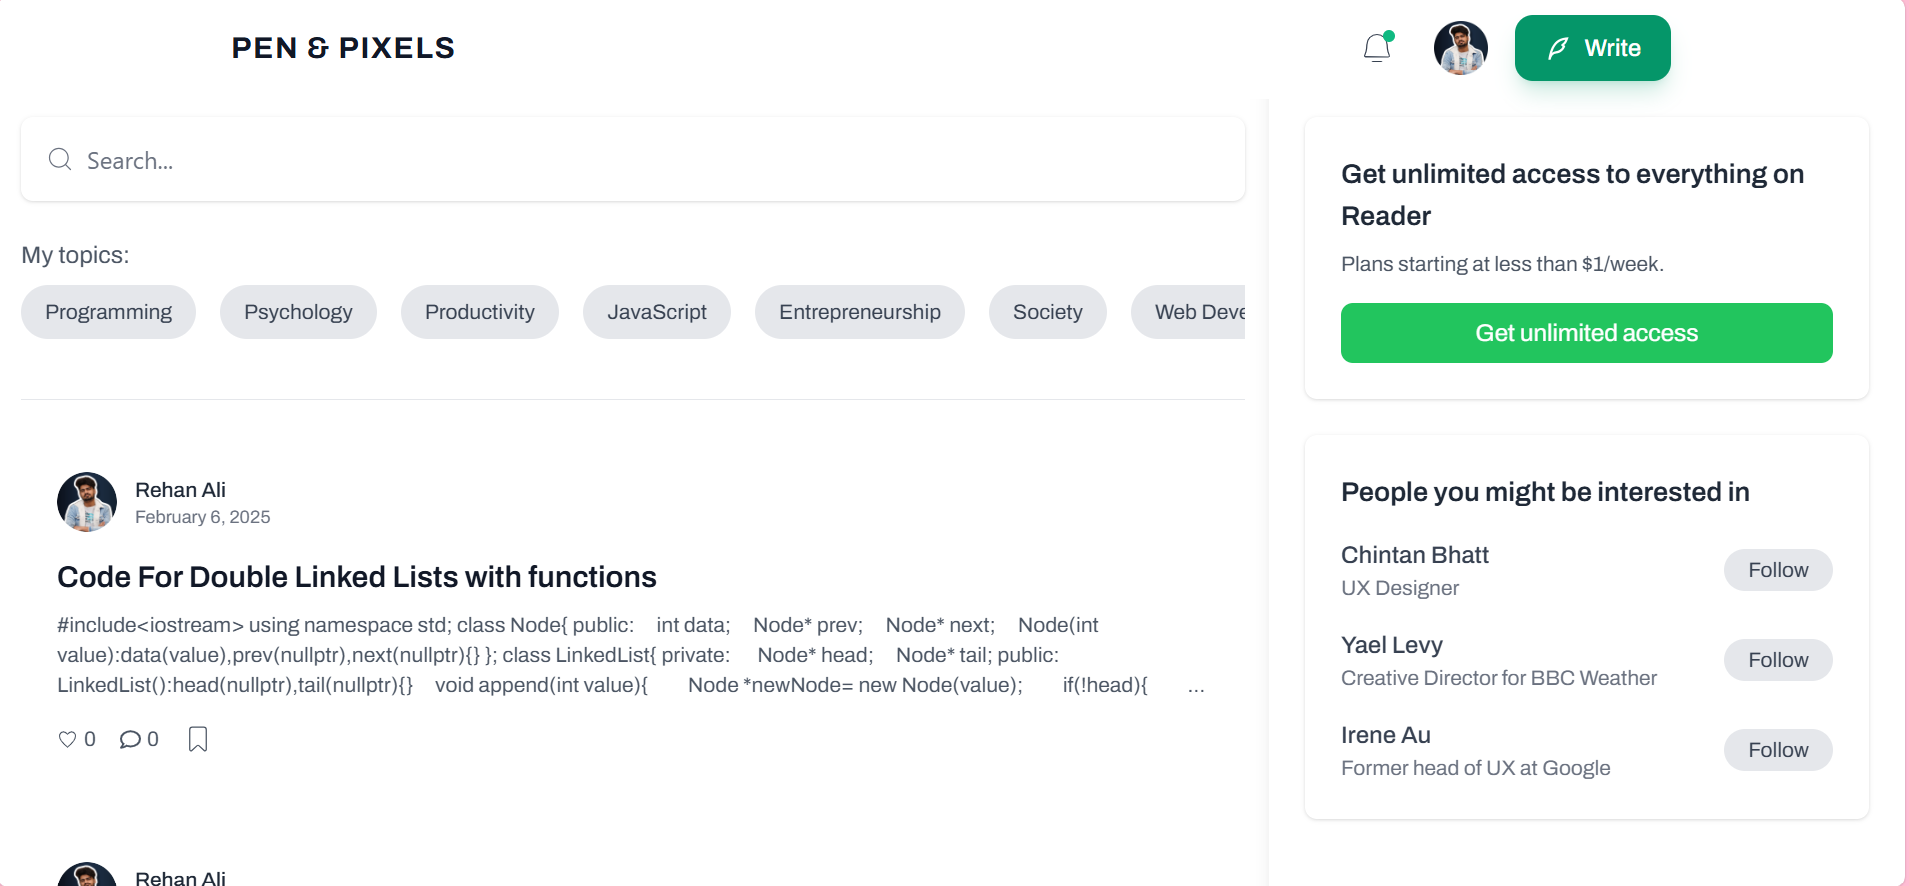 PEN & PIXELS
Write
Search...
My topics:
Programming
Psychology
Productivity
JavaScript
Entrepreneurship
Society
Web Deve
Rehan Ali
February 6, 2025
Code For Double Linked Lists with functions
#include<iostream> using namespace std; class Node{ public:    int data;    Node* prev;    Node* next;    Node(int
value):data(value),prev(nullptr),next(nullptr){} }; class LinkedList{ private:     Node* head;    Node* tail; public:
LinkedList():head(nullptr),tail(nullptr){}    void append(int value){       Node *newNode= new Node(value);       if(!head){       ...
0
0
Rehan Ali
Get unlimited access to everything on
Reader
Plans starting at less than $1/week.
Get unlimited access
People you might be interested in
Chintan Bhatt
UX Designer
Follow
Yael Levy
Creative Director for BBC Weather
Follow
Irene Au
Former head of UX at Google
Follow